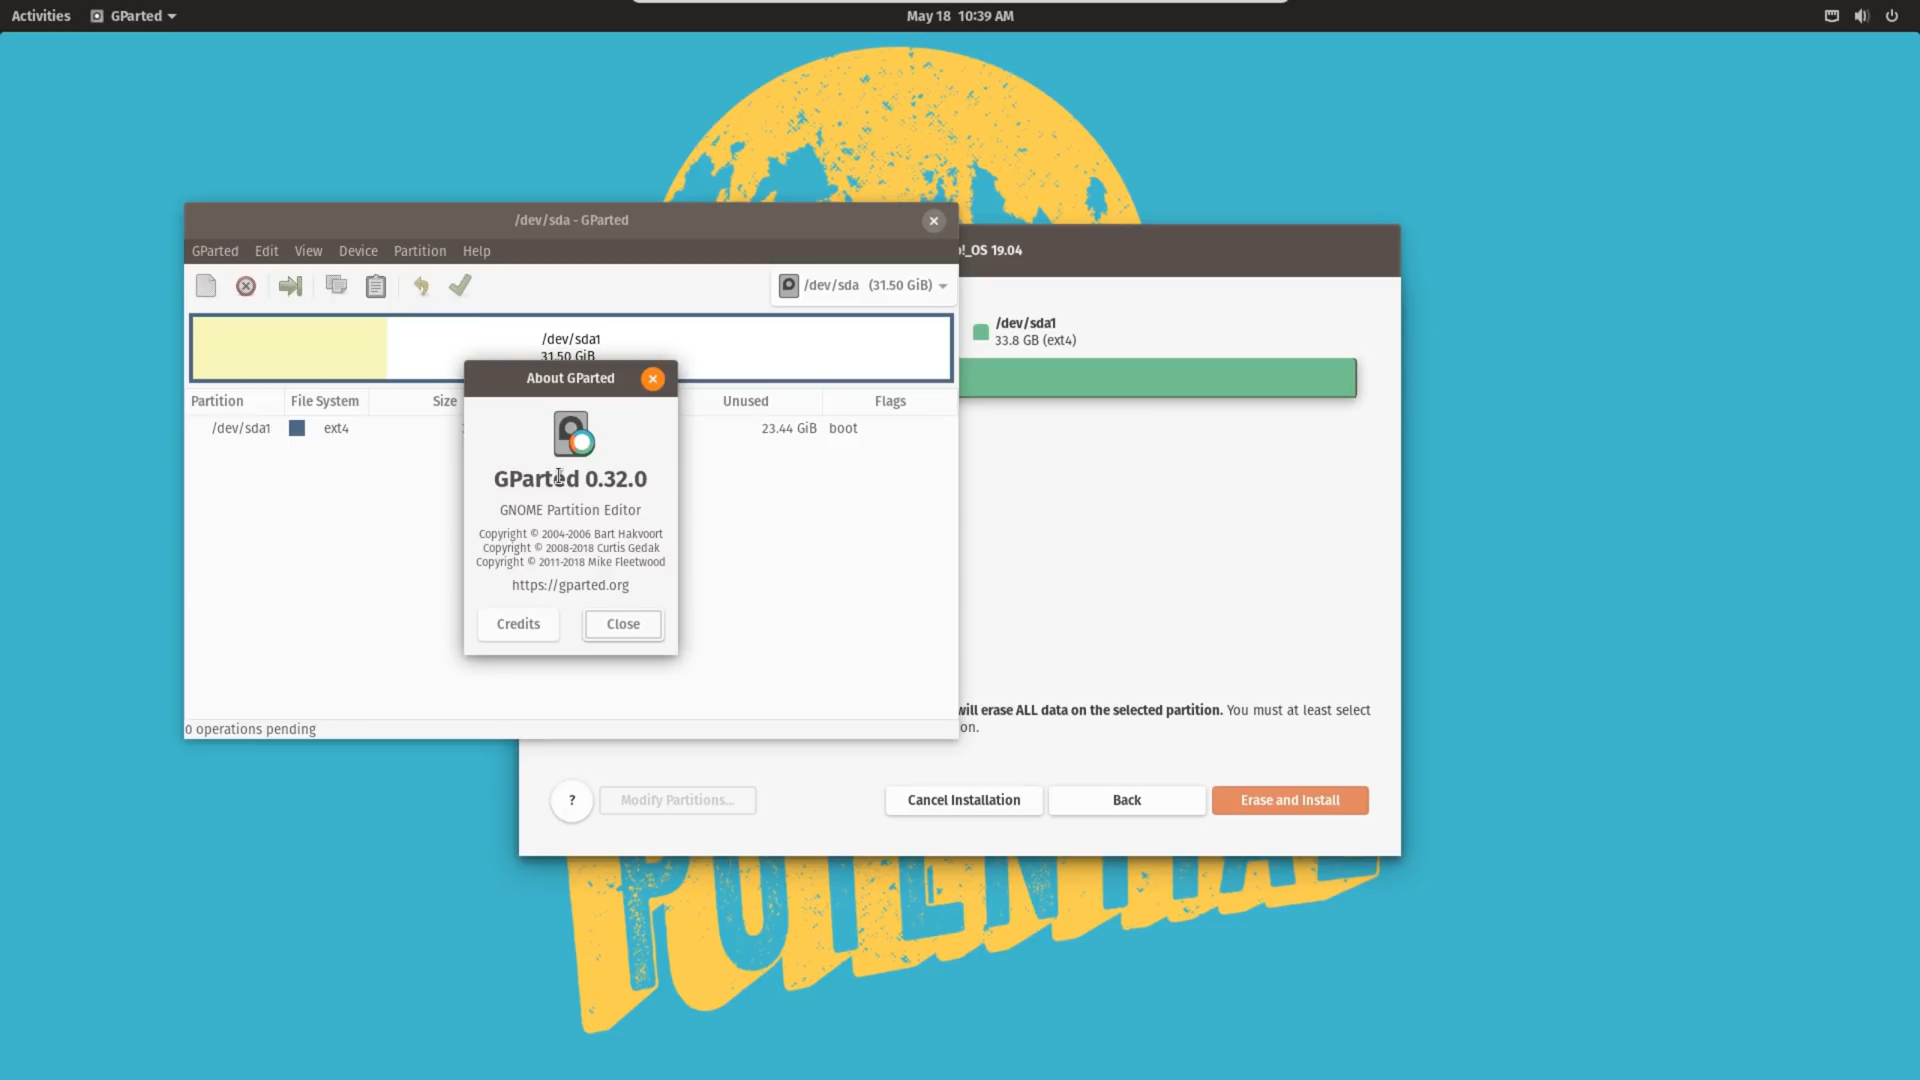 Activities
GParted
May 18 10:39 AM
/dev/sda - GParted
GParted Edit View Device Partition Help
/dev/sda (31.50 GiB)
/dev/sda1
31.50 GiB
Partition File System Size Unused Flags
/dev/sda1 ext4 23.44 GiB boot
0 operations pending
About GParted
GParted 0.32.0
GNOME Partition Editor
Copyright © 2004-2006 Bart Hakvoort
Copyright © 2008-2018 Curtis Gedak
Copyright © 2011-2018 Mike Fleetwood
https://gparted.org
Credits
Close
!_OS 19.04
/dev/sda1
33.8 GB (ext4)
will erase ALL data on the selected partition. You must at least select
on.
?
Modify Partitions...
Cancel Installation
Back
Erase and Install
POTENTIAL